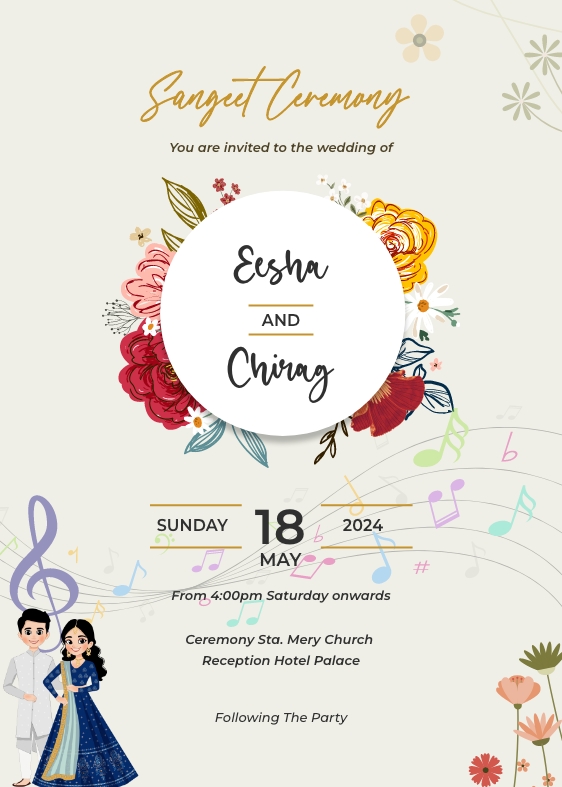 Sangeet Ceremony
You are invited to the wedding of
Eesha
AND
Chirag
SUNDAY 18 2024
MAY
From 4:00pm Saturday onwards
Ceremony Sta. Mery Church
Reception Hotel Palace
Following The Party